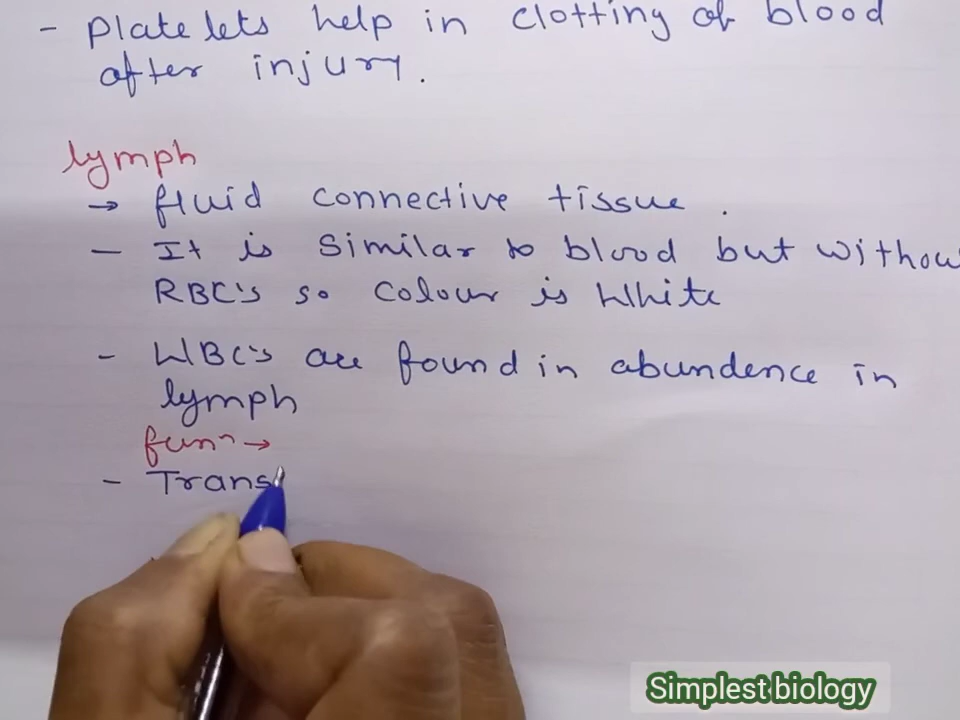 - Platelets help in clotting of blood
after injury.
lymph
→ fluid connective tissue.
- It is similar to blood but withou
RBC's so colour is White
- WBC's are found in abundence in
lymph
funⁿ →
- Trans
Simplest biology